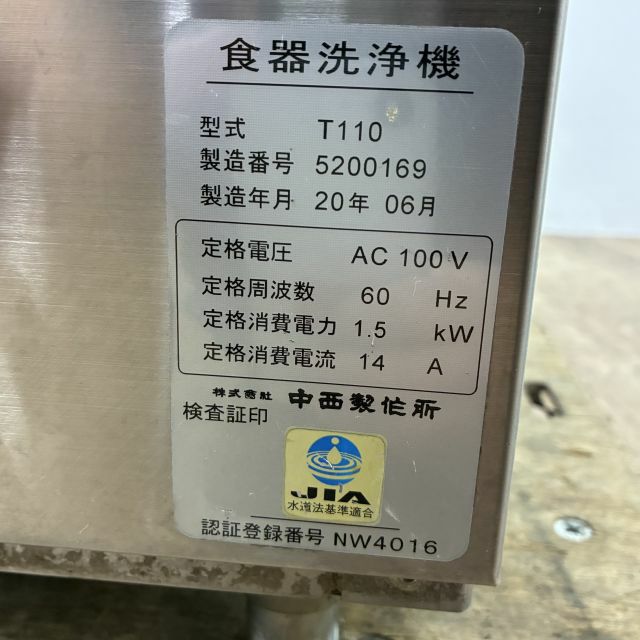 食器洗浄機
型式 T110
製造番号 5200169
製造年月 20年 06月
定格電圧 AC 100 V
定格周波数 60 Hz
定格消費電力 1.5 kW
定格消費電流 14 A
株式会社 中西製作所
検査証印
JIA
水道法基準適合
認証登録番号 NW4016